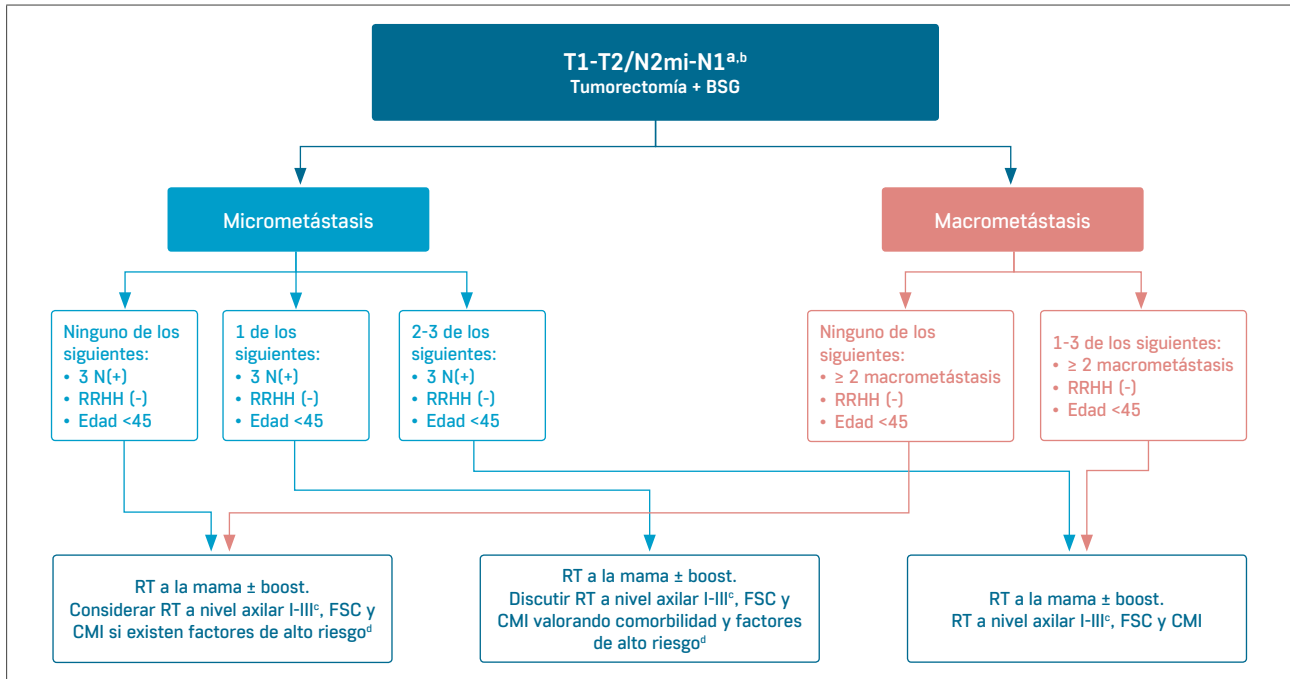 T1-T2/N2mi-N1a,b
Tumorectomía + BSG
Micrometástasis
Macrometástasis
Ninguno de los
siguientes:
• 3 N(+)
• RRHH (-)
• Edad <45
1 de los
siguientes:
• 3 N(+)
• RRHH (-)
• Edad <45
2-3 de los
siguientes:
• 3 N(+)
• RRHH (-)
• Edad <45
Ninguno de los
siguientes:
• ≥ 2 macrometástasis
• RRHH (-)
• Edad <45
1-3 de los siguientes:
• ≥ 2 macrometástasis
• RRHH (-)
• Edad <45
RT a la mama ± boost.
Considerar RT a nivel axilar I-IIIc, FSC y
CMI si existen factores de alto riesgod
RT a la mama ± boost.
Discutir RT a nivel axilar I-IIIc, FSC y
CMI valorando comorbilidad y factores
de alto riesgod
RT a la mama ± boost.
RT a nivel axilar I-IIIc, FSC y CMI